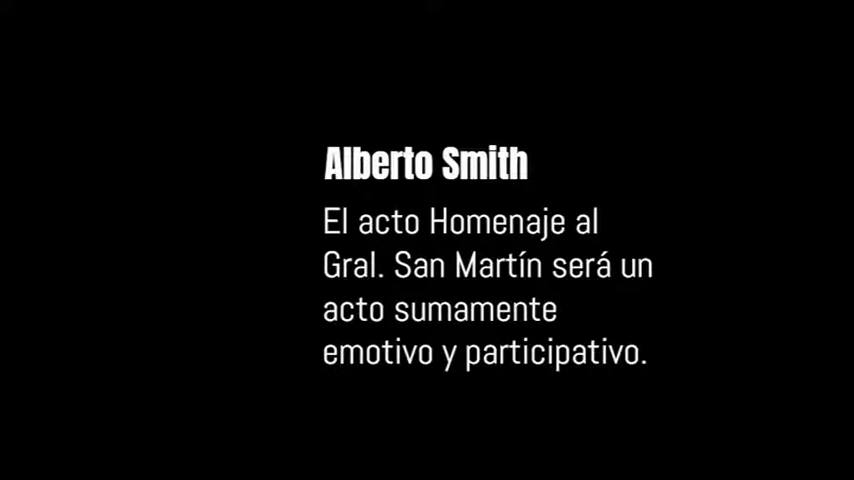 Alberto Smith
El acto Homenaje al
Gral. San Martín será un
acto sumamente
emotivo y participativo.